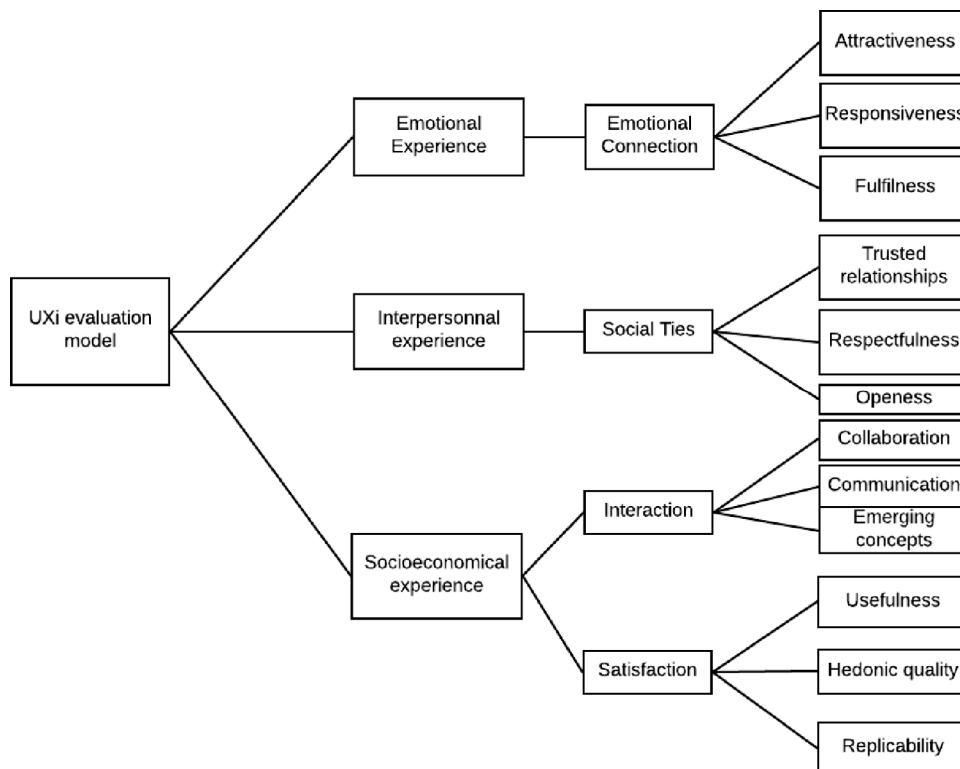 UXi evaluation
model
Emotional
Experience
Emotional
Connection
Attractiveness
Responsiveness
Fulfilness
Interpersonnal
experience
Social Ties
Trusted
relationships
Respectfulness
Openess
Socioeconomical
experience
Interaction
Collaboration
Communication
Emerging
concepts
Satisfaction
Usefulness
Hedonic quality
Replicability